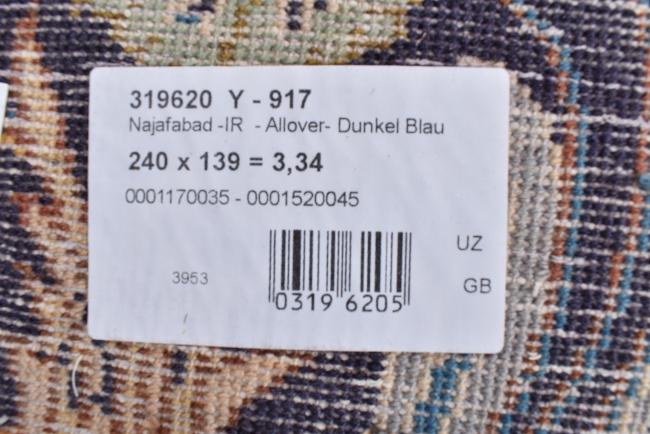 319620 Y - 917
Najafabad -IR - Allover- Dunkel Blau
240 x 139 = 3,34
0001170035 - 0001520045
UZ
3953
GB
0319 6205